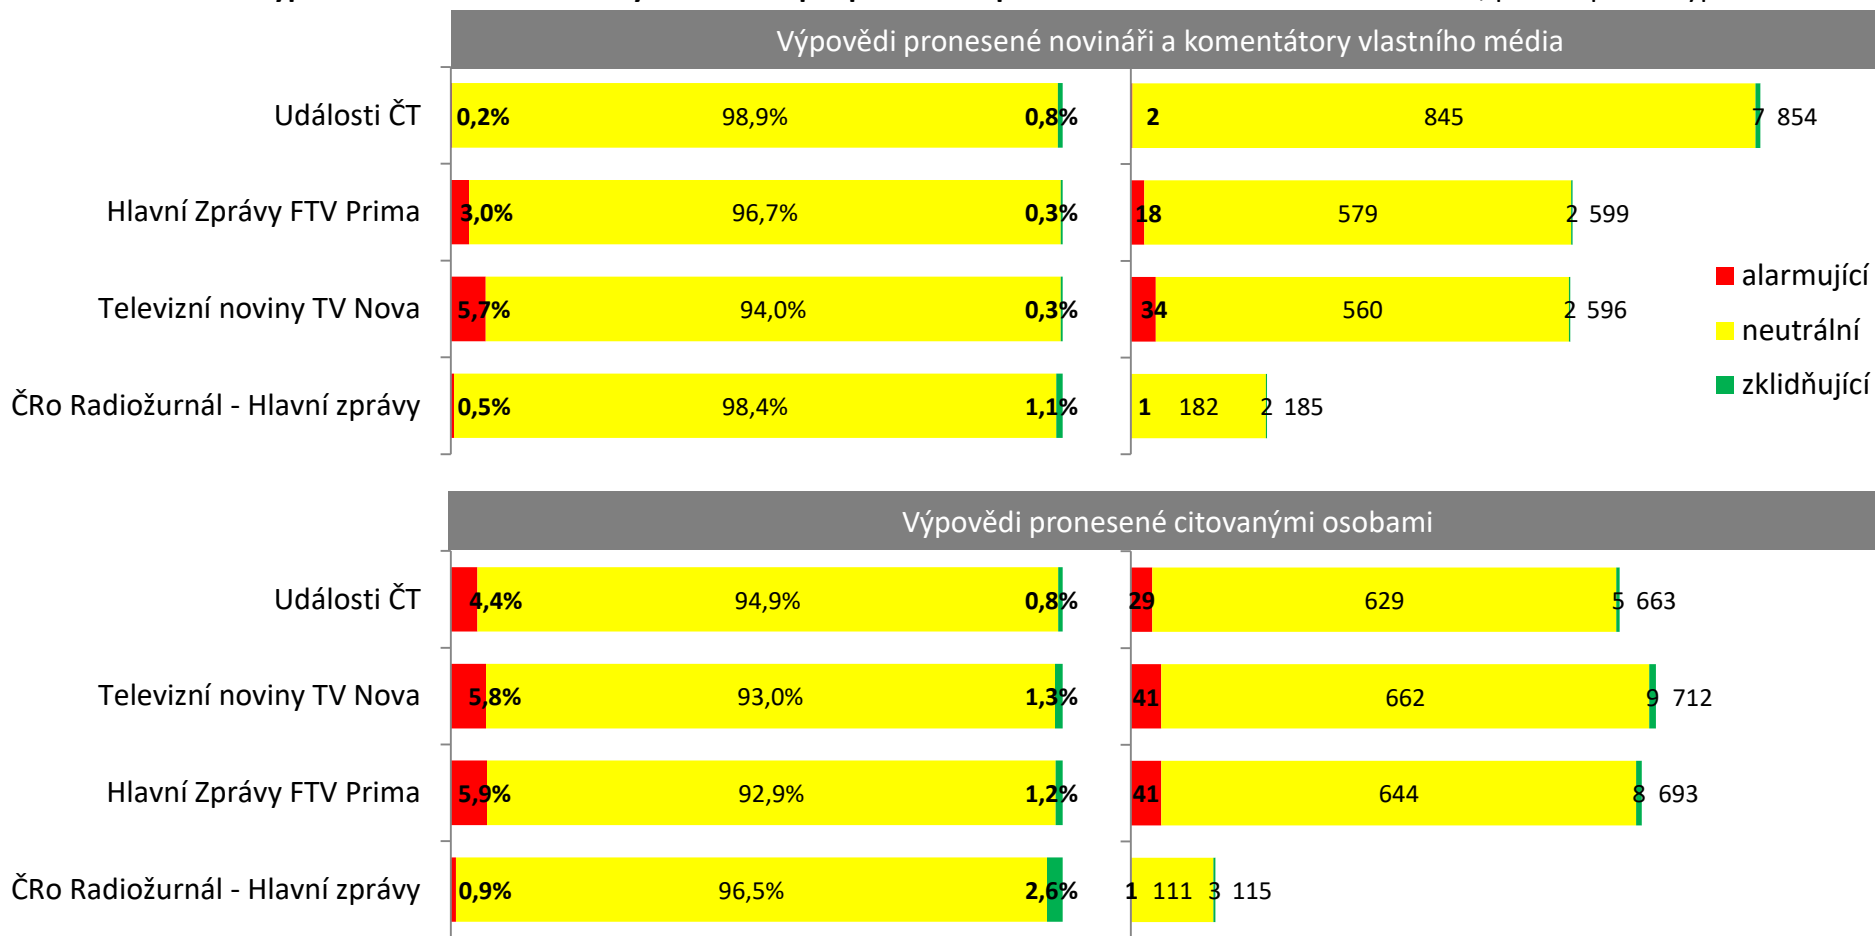 Výpovědi pronesené novináři a komentátory vlastního média
Události ČT 0,2% 98,9% 0,8% 2 845 7 854
Hlavní Zprávy FTV Prima 3,0% 96,7% 0,3% 18 579 2 599
Televizní noviny TV Nova 5,7% 94,0% 0,3% 34 560 2 596
ČRo Radiožurnál - Hlavní zprávy 0,5% 98,4% 1,1% 1 182 2 185
alarmující
neutrální
zklidňující
Výpovědi pronesené citovanými osobami
Události ČT 4,4% 94,9% 0,8% 29 629 5 663
Televizní noviny TV Nova 5,8% 93,0% 1,3% 41 662 9 712
Hlavní Zprávy FTV Prima 5,9% 92,9% 1,2% 41 644 8 693
ČRo Radiožurnál - Hlavní zprávy 0,9% 96,5% 2,6% 1 111 3 115